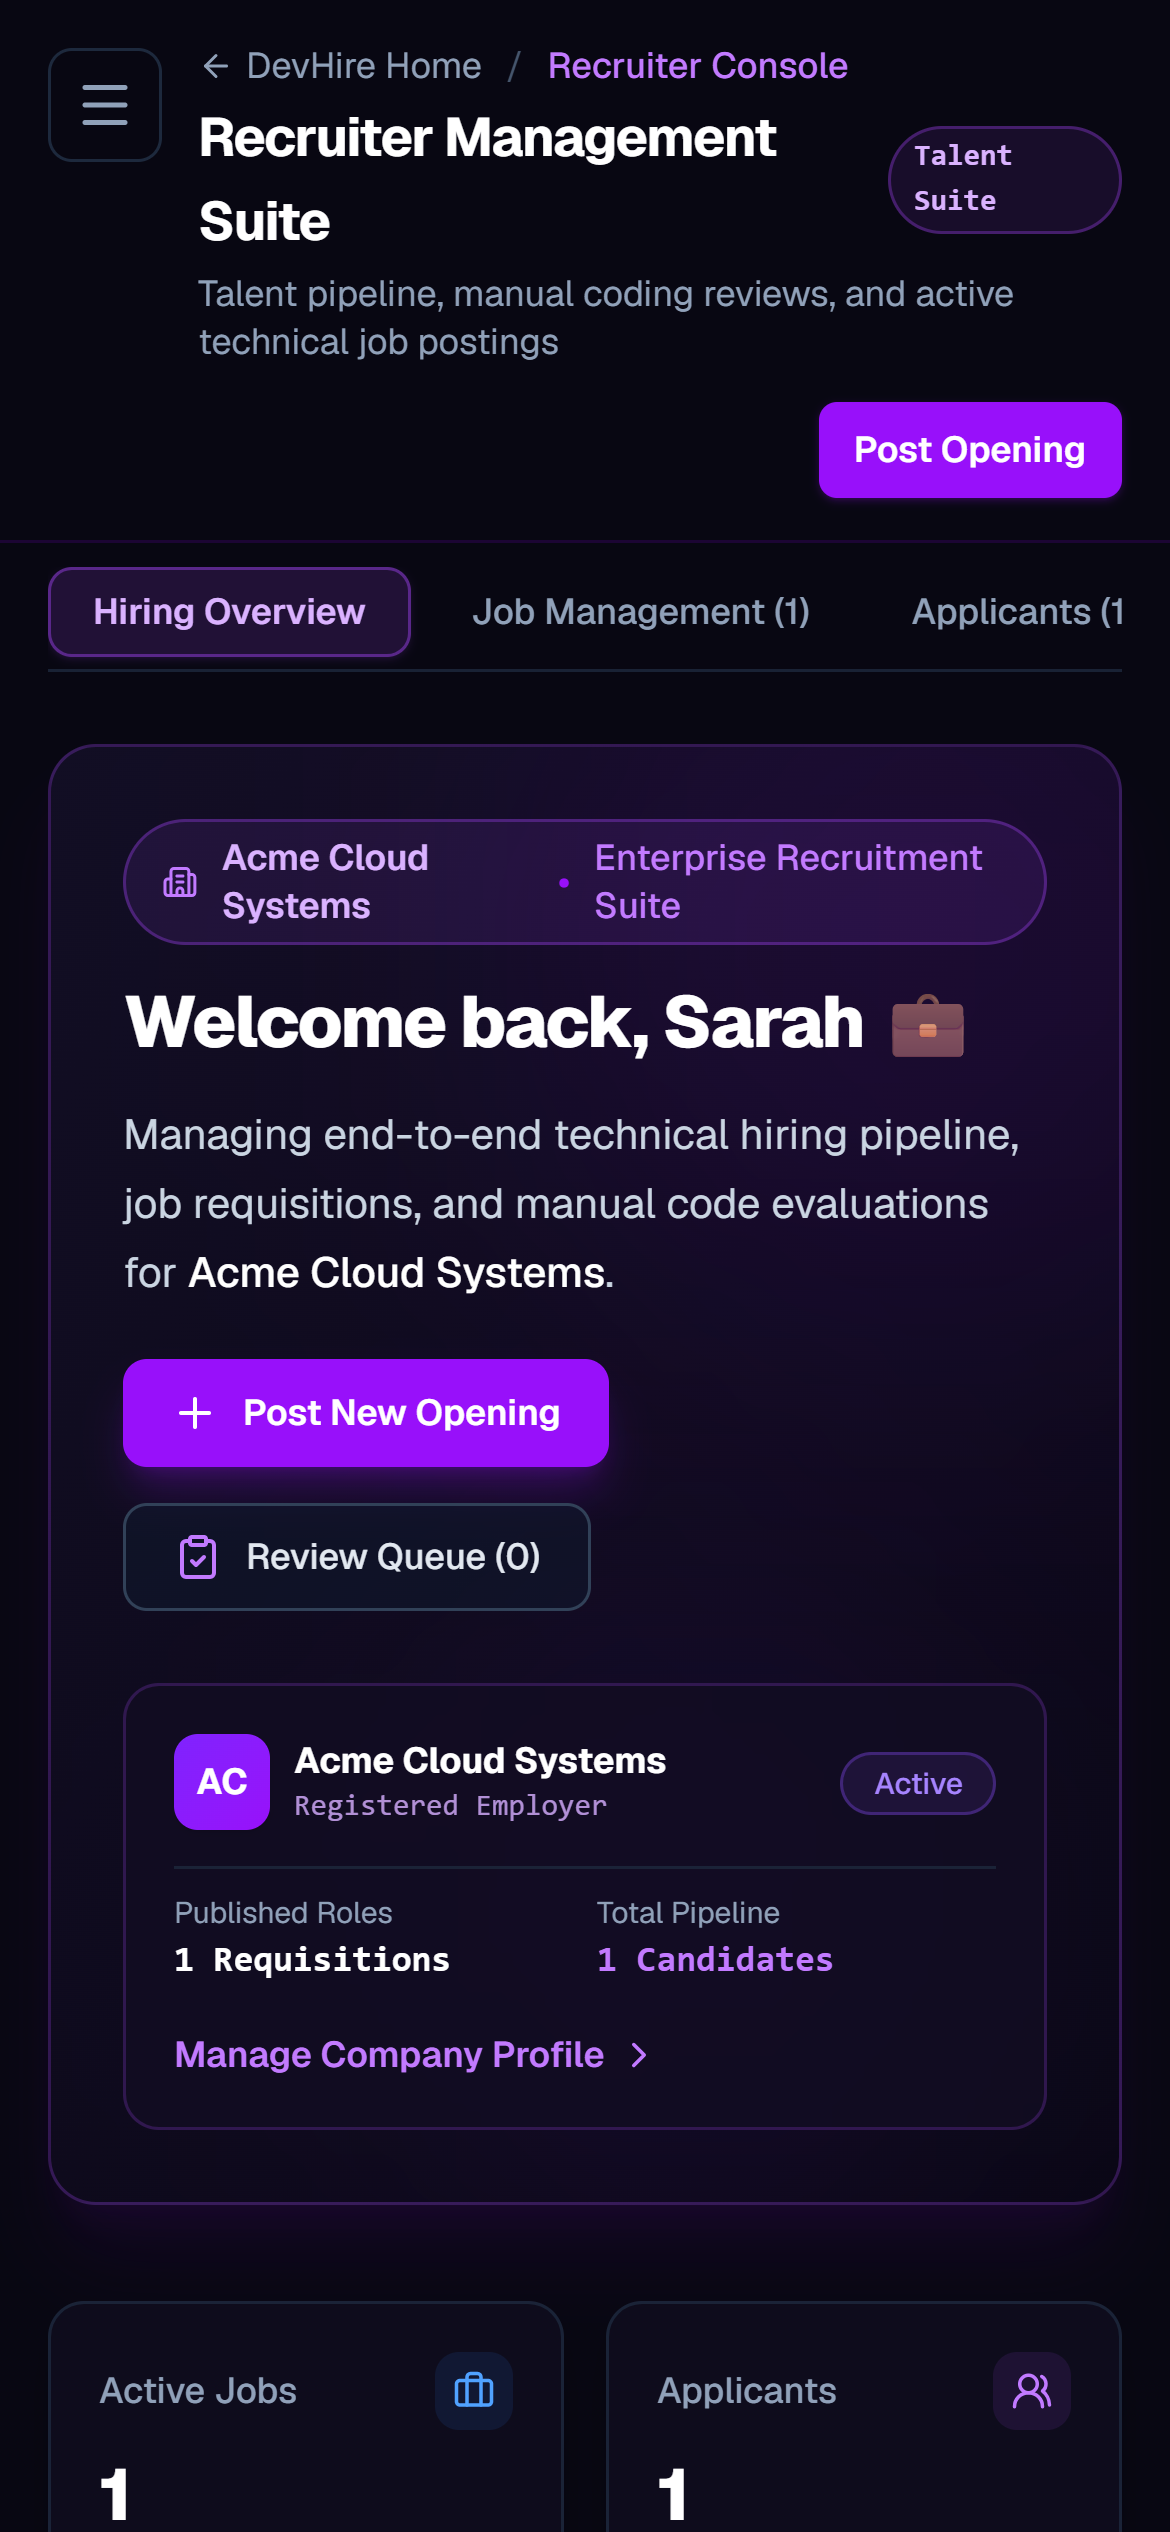 DevHire Home / Recruiter Console
Recruiter Management
Suite
Talent
Suite
Talent pipeline, manual coding reviews, and active
technical job postings
Post Opening
Hiring Overview
Job Management (1)
Applicants (1
Acme Cloud
Systems
Enterprise Recruitment
Suite
Welcome back, Sarah
Managing end-to-end technical hiring pipeline,
job requisitions, and manual code evaluations
for Acme Cloud Systems.
Post New Opening
Review Queue (0)
AC
Acme Cloud Systems
Registered Employer
Active
Published Roles
1 Requisitions
Total Pipeline
1 Candidates
Manage Company Profile
Active Jobs
1
Applicants
1